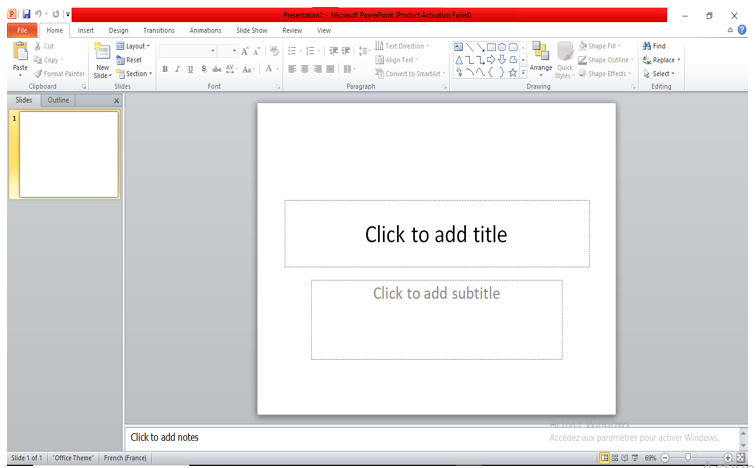 Presentation1 - Microsoft PowerPoint (Product Activation Failed)
File Home Insert Design Transitions Animations Slide Show Review View
Paste
Cut
Copy
Format Painter
Clipboard
New
Slide
Layout
Reset
Section
Slides
B I U S abc AV Aa A
Font
Paragraph
Text Direction
Align Text
Convert to SmartArt
Arrange
Quick
Styles
Shape Fill
Shape Outline
Shape Effects
Drawing
Find
Replace
Select
Editing
Slides Outline
1
Click to add title
Click to add subtitle
Click to add notes
Accédez aux paramètres pour activer Windows.
Slide 1 of 1 "Office Theme" French (France) 69%